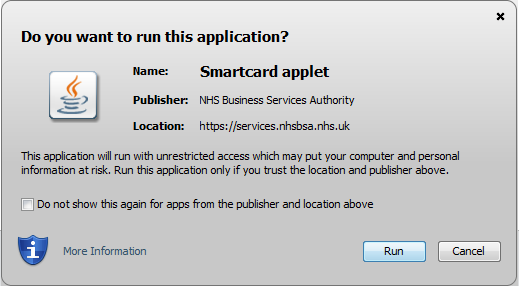 Do you want to run this application?
Name: Smartcard applet
Publisher: NHS Business Services Authority
Location: https://services.nhsbsa.nhs.uk
This application will run with unrestricted access which may put your computer and personal
information at risk. Run this application only if you trust the location and publisher above.
Do not show this again for apps from the publisher and location above
More Information
Run Cancel